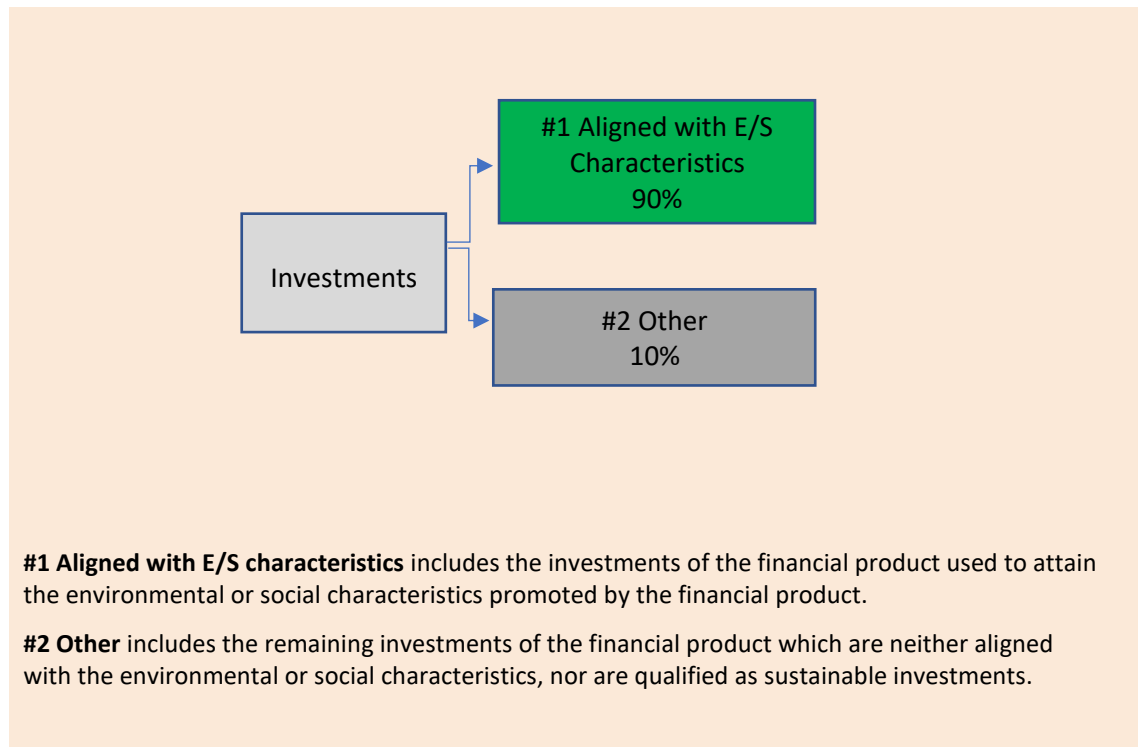 #1 Aligned with E/S
Characteristics
90%
Investments
#2 Other
10%
#1 Aligned with E/S characteristics includes the investments of the financial product used to attain
the environmental or social characteristics promoted by the financial product.
#2 Other includes the remaining investments of the financial product which are neither aligned
with the environmental or social characteristics, nor are qualified as sustainable investments.